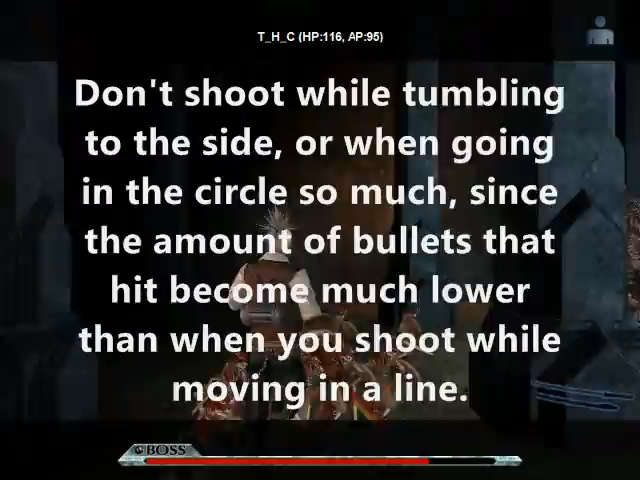 T_H_C (HP:116, AP:95)
Don't shoot while tumbling
to the side, or when going
in the circle so much, since
the amount of bullets that
hit become much lower
than when you shoot while
moving in a line.
BOSS